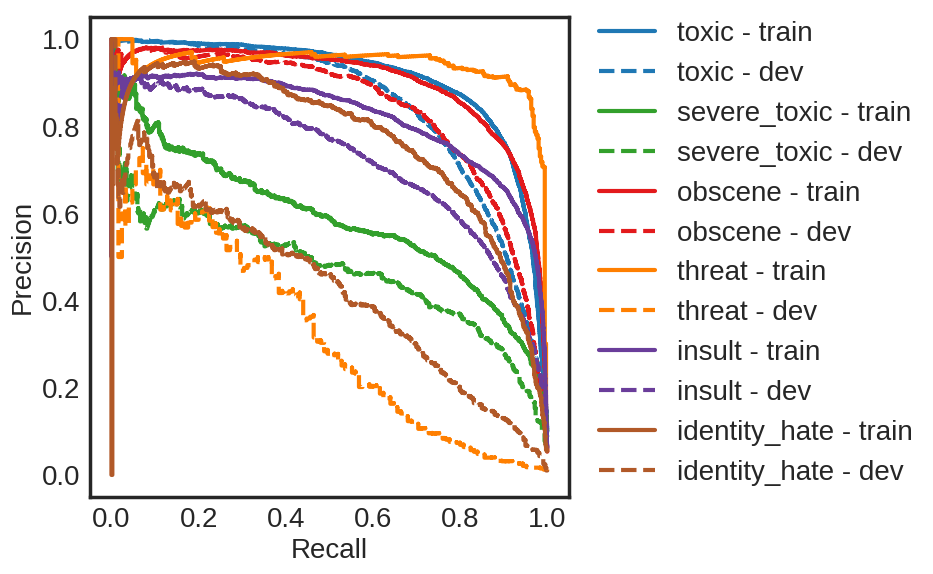 1.0
0.8
0.6
0.4
0.2
0.0
Precision
0.0 0.2 0.4 0.6 0.8 1.0
Recall
toxic - train
toxic - dev
severe_toxic - train
severe_toxic - dev
obscene - train
obscene - dev
threat - train
threat - dev
insult - train
insult - dev
identity_hate - train
identity_hate - dev